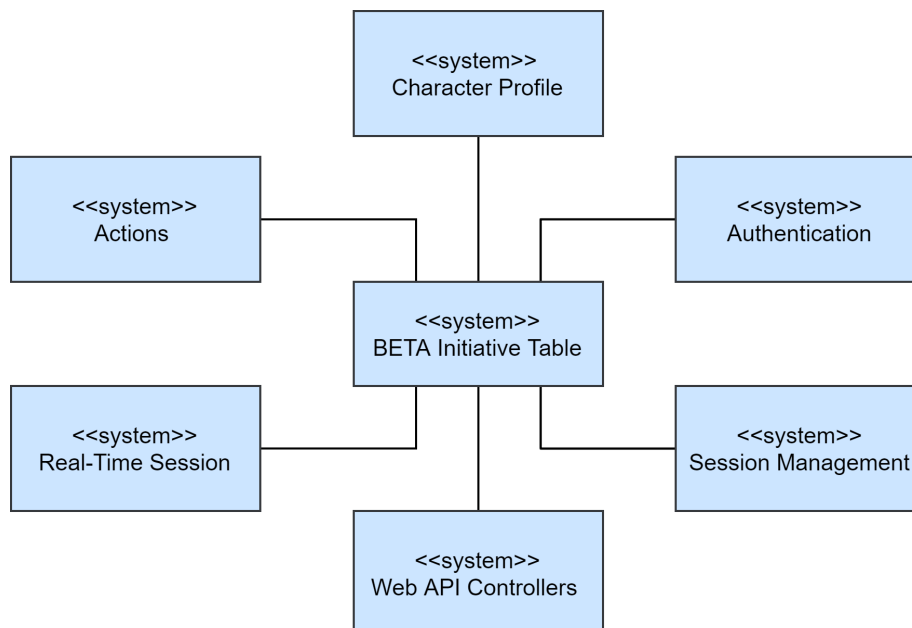 <<system>>
Character Profile
<<system>>
Actions
<<system>>
Authentication
<<system>>
BETA Initiative Table
<<system>>
Real-Time Session
<<system>>
Session Management
<<system>>
Web API Controllers